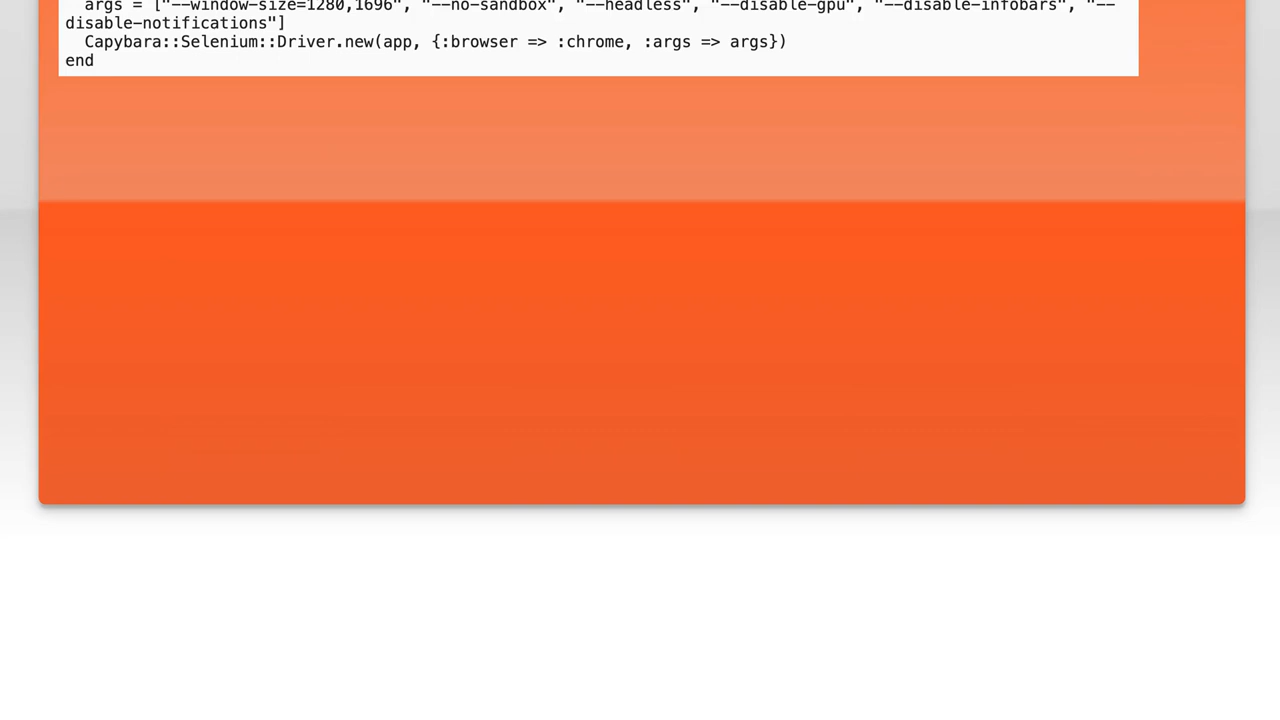 args = ["--window-size=1280,1696", "--no-sandbox", "--headless", "--disable-gpu", "--disable-infobars", "--
disable-notifications"]
Capybara::Selenium::Driver.new(app, {:browser => :chrome, :args => args})
end